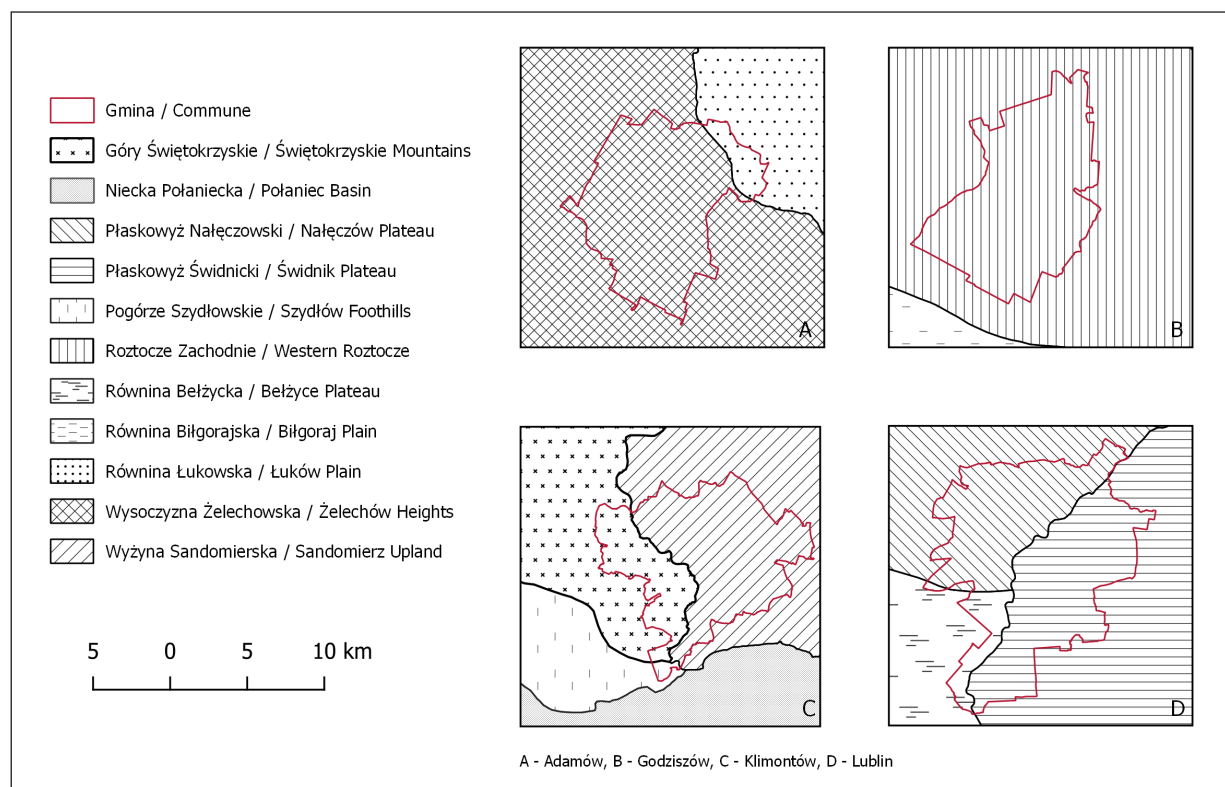 Gmina / Commune
Góry Świętokrzyskie / Świętokrzyskie Mountains
Niecka Połaniecka / Połaniec Basin
Płaskowyż Nałęczowski / Nałęczów Plateau
Płaskowyż Świdnicki / Świdnik Plateau
Pogórze Szydłowskie / Szydłów Foothills
Roztocze Zachodnie / Western Roztocze
Równina Bełżycka / Bełżyce Plateau
Równina Biłgorajska / Biłgoraj Plain
Równina Łukowska / Łuków Plain
Wysoczyzna Żelechowska / Żelechów Heights
Wyżyna Sandomierska / Sandomierz Upland
5 0 5 10 km
A
B
C
D
A - Adamów, B - Godziszów, C - Klimontów, D - Lublin